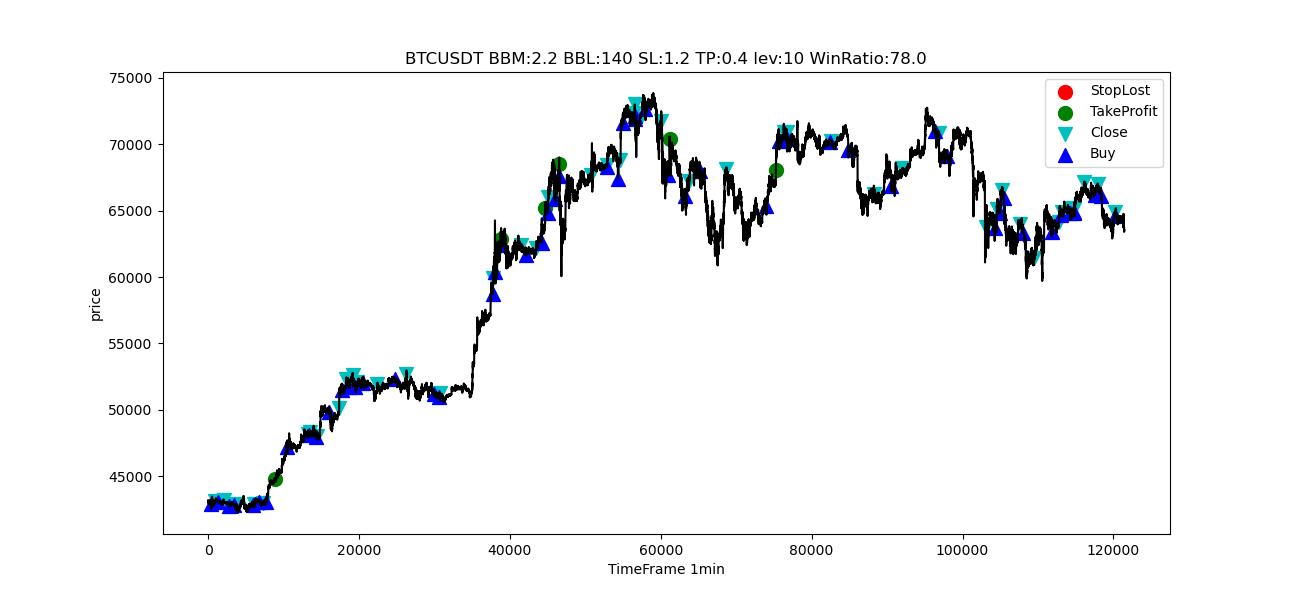 BTCUSDT BBM:2.2 BBL:140 SL:1.2 TP:0.4 lev:10 WinRatio:78.0
75000
70000
65000
60000
55000
50000
45000
price
StopLost
TakeProfit
Close
Buy
0 20000 40000 60000 80000 100000 120000
TimeFrame 1min